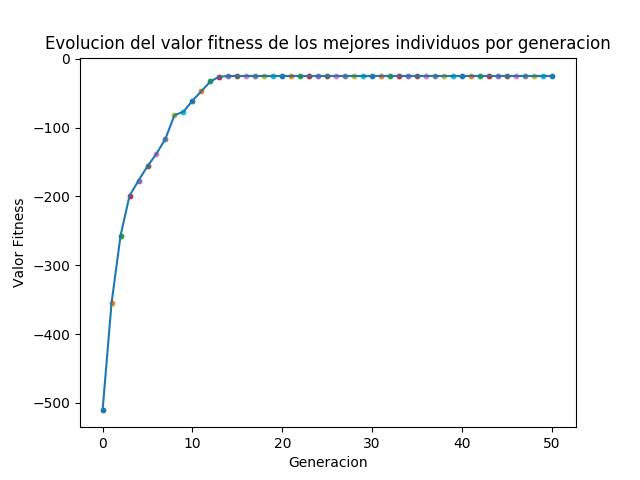 Evolucion del valor fitness de los mejores individuos por generacion
Valor Fitness
0
−100
−200
−300
−400
−500
0 10 20 30 40 50
Generacion